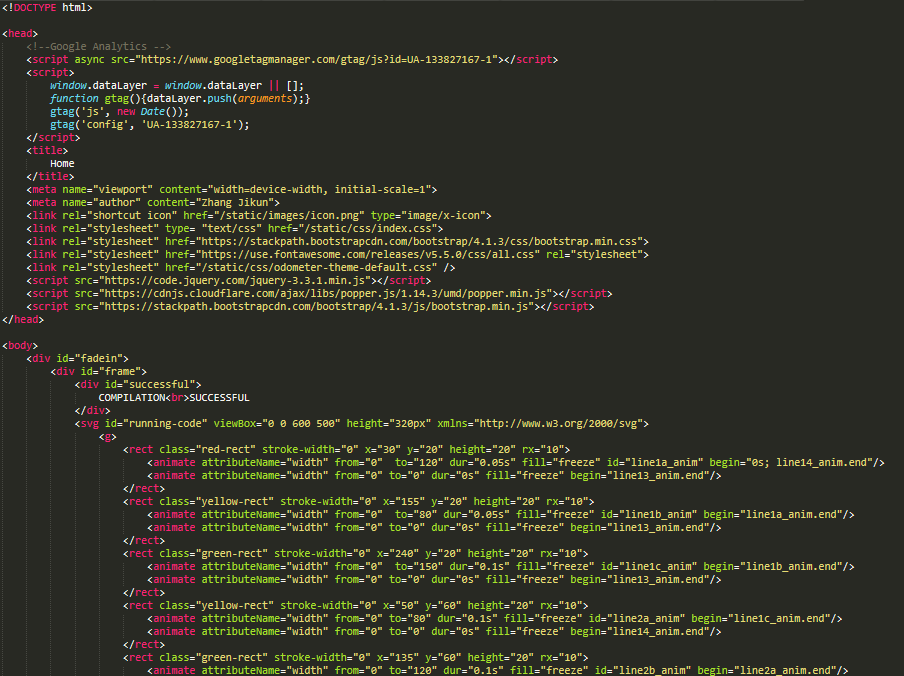 <!DOCTYPE html>
<head>
<!--Google Analytics -->
<script async src="https://www.googletagmanager.com/gtag/js?id=UA-133827167-1"></script>
<script>
window.dataLayer = window.dataLayer || [];
function gtag(){dataLayer.push(arguments);}
gtag('js', new Date());
gtag('config', 'UA-133827167-1');
</script>
<title>
Home
</title>
<meta name="viewport" content="width=device-width, initial-scale=1">
<meta name="author" content="Zhang Jikun">
<link rel="shortcut icon" href="/static/images/icon.png" type="image/x-icon">
<link rel="stylesheet" type= "text/css" href="/static/css/index.css">
<link rel="stylesheet" href="https://stackpath.bootstrapcdn.com/bootstrap/4.1.3/css/bootstrap.min.css">
<link rel="stylesheet" href="https://use.fontawesome.com/releases/v5.5.0/css/all.css" rel="stylesheet">
<link rel="stylesheet" href="/static/css/odometer-theme-default.css" />
<script src="https://code.jquery.com/jquery-3.3.1.min.js"></script>
<script src="https://cdnjs.cloudflare.com/ajax/libs/popper.js/1.14.3/umd/popper.min.js"></script>
<script src="https://stackpath.bootstrapcdn.com/bootstrap/4.1.3/js/bootstrap.min.js"></script>
</head>
<body>
<div id="fadein">
<div id="frame">
<div id="successful">
COMPILATION<br>SUCCESSFUL
</div>
<svg id="running-code" viewBox="0 0 600 500" height="320px" xmlns="http://www.w3.org/2000/svg">
<g>
<rect class="red-rect" stroke-width="0" x="30" y="20" height="20" rx="10">
<animate attributeName="width" from="0"  to="120" dur="0.05s" fill="freeze" id="line1a_anim" begin="0s; line14_anim.end"/>
<animate attributeName="width" from="0" to="0" dur="0s" fill="freeze" begin="line13_anim.end"/>
</rect>
<rect class="yellow-rect" stroke-width="0" x="155" y="20" height="20" rx="10">
<animate attributeName="width" from="0"  to="80" dur="0.05s" fill="freeze" id="line1b_anim" begin="line1a_anim.end"/>
<animate attributeName="width" from="0" to="0" dur="0s" fill="freeze" begin="line13_anim.end"/>
</rect>
<rect class="green-rect" stroke-width="0" x="240" y="20" height="20" rx="10">
<animate attributeName="width" from="0"  to="150" dur="0.1s" fill="freeze" id="line1c_anim" begin="line1b_anim.end"/>
<animate attributeName="width" from="0"  to="0" dur="0s" fill="freeze" begin="line13_anim.end"/>
</rect>
<rect class="yellow-rect" stroke-width="0" x="50" y="60" height="20" rx="10">
<animate attributeName="width" from="0" to="80" dur="0.1s" fill="freeze" id="line2a_anim" begin="line1c_anim.end"/>
<animate attributeName="width" from="0" to="0" dur="0s" fill="freeze" begin="line14_anim.end"/>
</rect>
<rect class="green-rect" stroke-width="0" x="135" y="60" height="20" rx="10">
<animate attributeName="width" from="0" to="120" dur="0.1s" fill="freeze" id="line2b_anim" begin="line2a_anim.end"/>